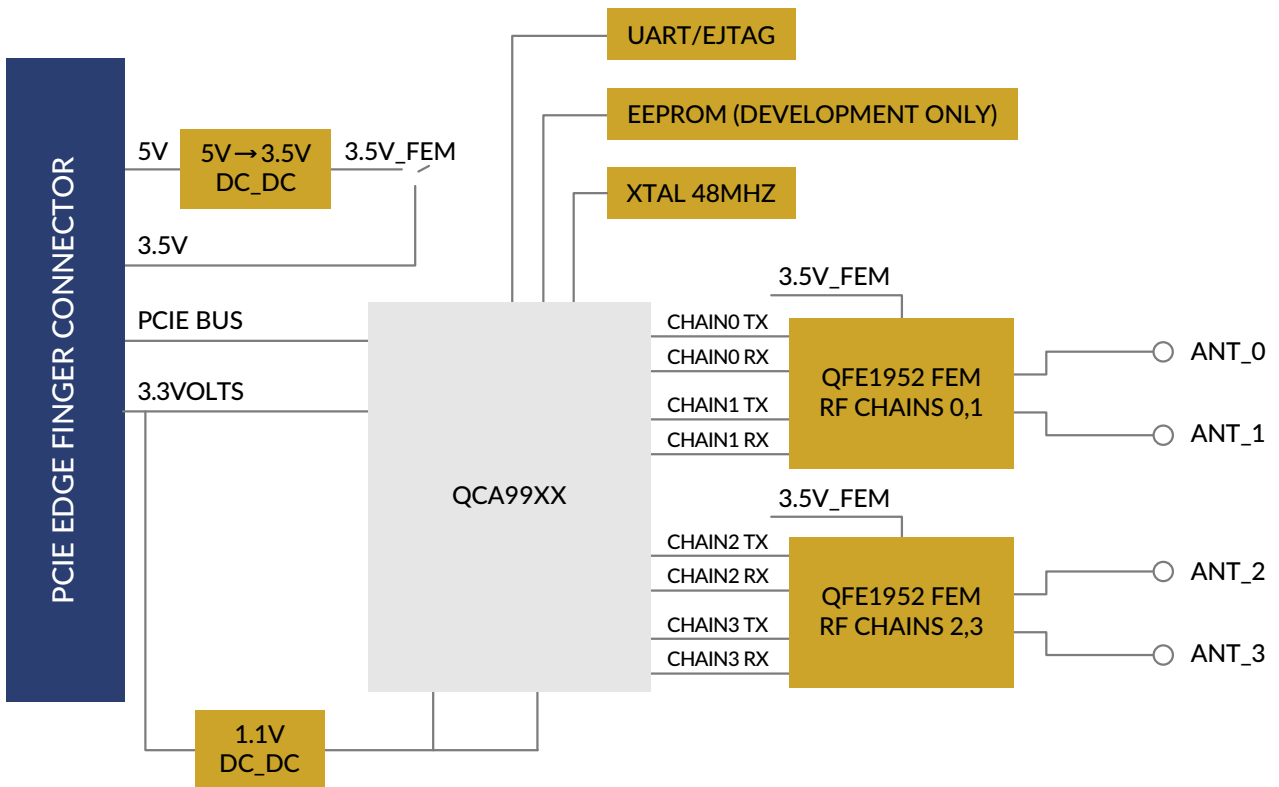 UART/EJTAG
EEPROM (DEVELOPMENT ONLY)
XTAL 48MHZ
PCIE EDGE FINGER CONNECTOR
5V
5V→3.5V
DC_DC
3.5V_FEM
3.5V
PCIE BUS
3.3VOLTS
QCA99XX
1.1V
DC_DC
3.5V_FEM
CHAIN0 TX
CHAIN0 RX
CHAIN1 TX
CHAIN1 RX
QFE1952 FEM
RF CHAINS 0,1
ANT_0
ANT_1
3.5V_FEM
CHAIN2 TX
CHAIN2 RX
CHAIN3 TX
CHAIN3 RX
QFE1952 FEM
RF CHAINS 2,3
ANT_2
ANT_3